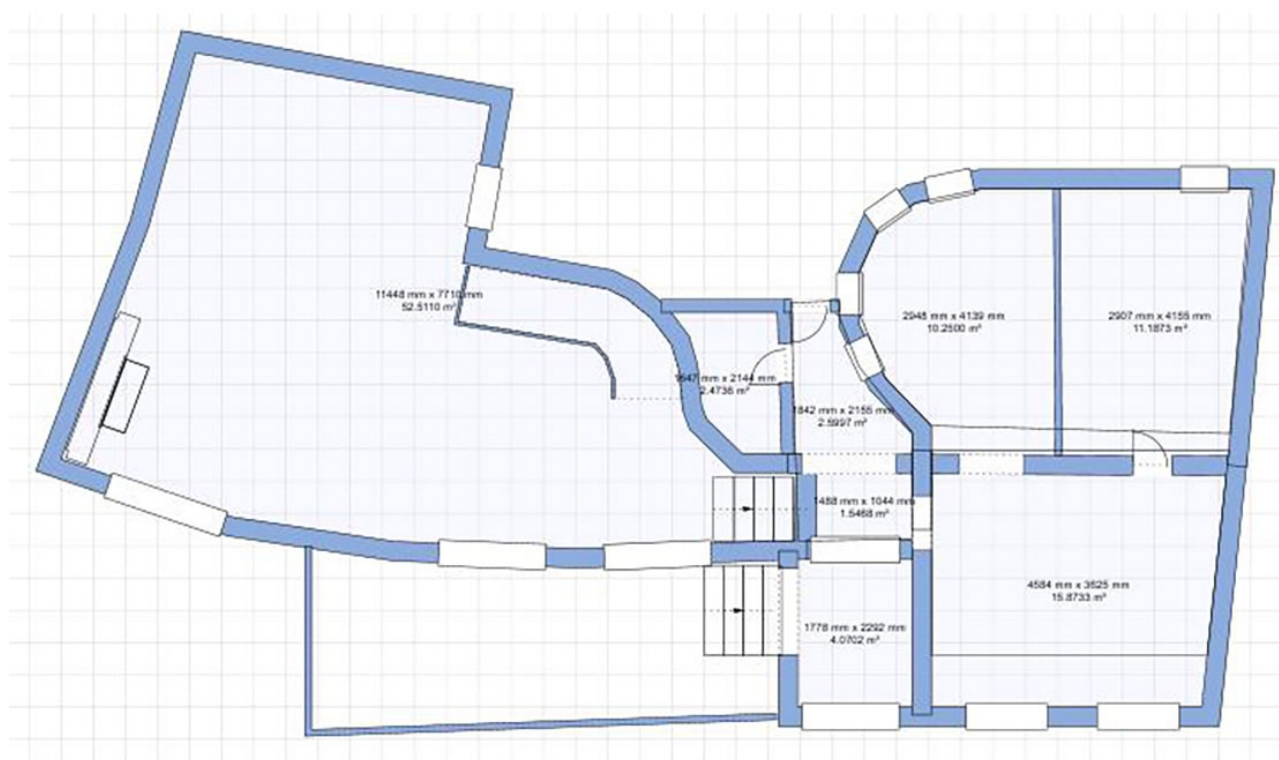 11448 mm x 7710 mm
52.5110 m²
2948 mm x 4139 mm
10.2500 m²
2907 mm x 4155 mm
11.1873 m²
1647 mm x 2144 mm
2.4736 m²
1842 mm x 2155 mm
2.5997 m²
1488 mm x 1044 mm
1.5468 m²
4584 mm x 3625 mm
15.8733 m²
1778 mm x 2292 mm
4.0702 m²